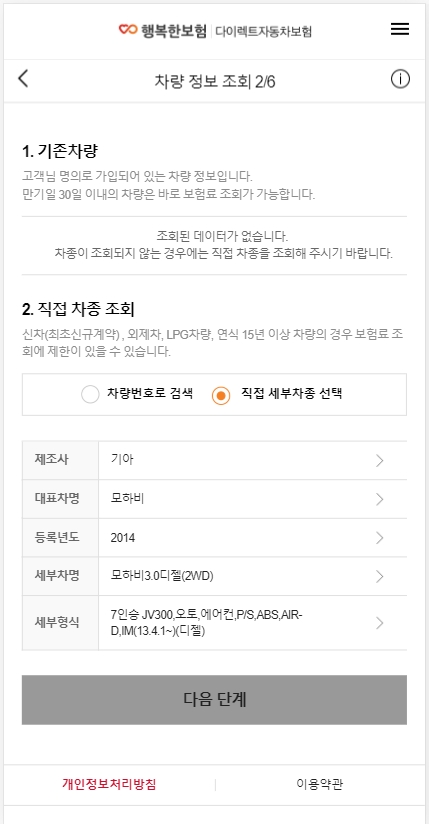 행복한보험 다이렉트자동차보험
차량 정보 조회 2/6
1. 기존차량
고객님 명의로 가입되어 있는 차량 정보입니다.
만기일 30일 이내의 차량은 바로 보험료 조회가 가능합니다.
조회된 데이터가 없습니다.
차종이 조회되지 않는 경우에는 직접 차종을 조회해 주시기 바랍니다.
2. 직접 차종 조회
신차(최초신규계약) , 외제차, LPG차량, 연식 15년 이상 차량의 경우 보험료 조
회에 제한이 있을 수 있습니다.
차량번호로 검색 직접 세부차종 선택
제조사 기아
대표차명 모하비
등록년도 2014
세부차명 모하비3.0디젤(2WD)
세부형식 7인승 JV300,오토,에어컨,P/S,ABS,AIR-
D,IM(13.4.1~)(디젤)
다음 단계
개인정보처리방침 이용약관